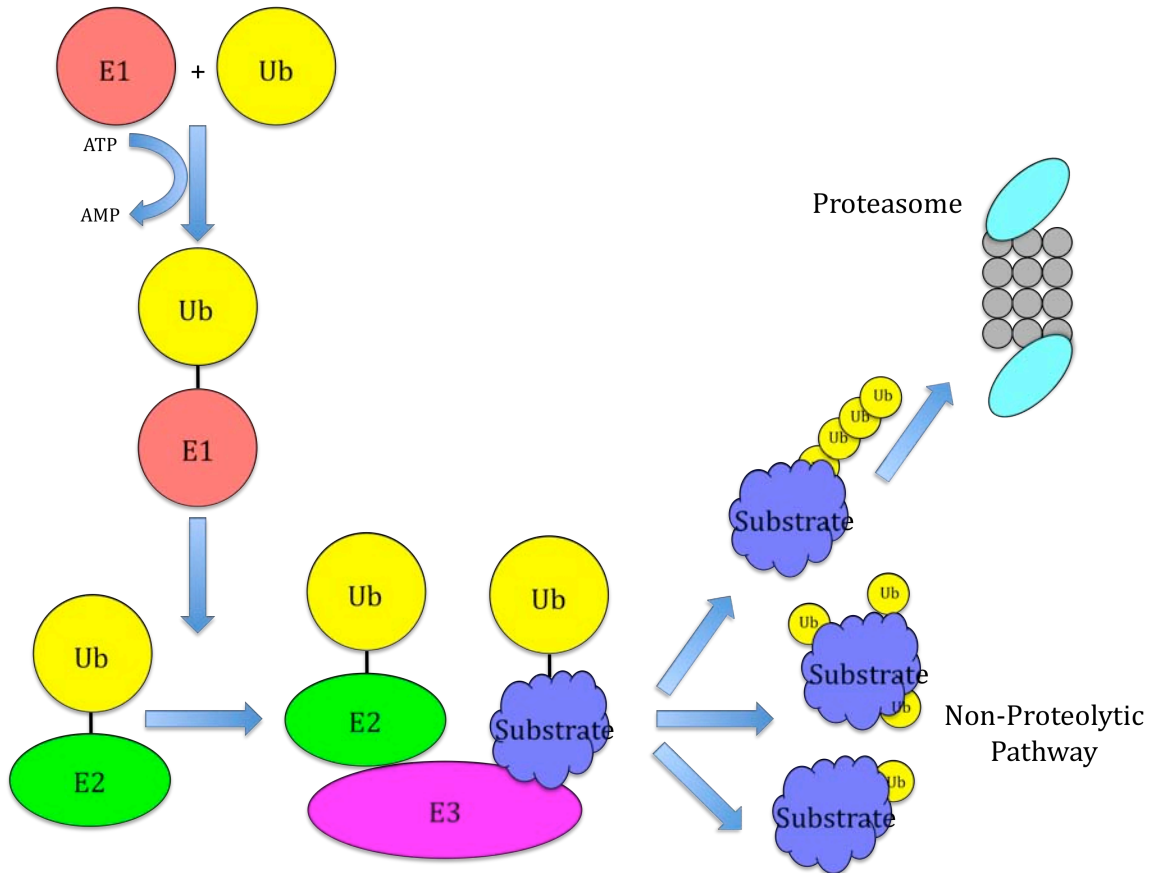 E1
+
Ub
ATP
AMP
Ub
E1
Ub
E2
Ub
E2
Ub
Substrate
E3
Proteasome
Ub
Ub
Ub
Substrate
Ub
Ub
Substrate
Ub
Non-Proteolytic
Pathway
Ub
Substrate